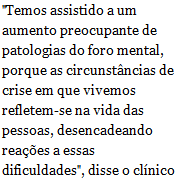 "Temos assistido a um
aumento preocupante de
patologias do foro mental,
porque as circunstâncias de
crise em que vivemos
refletem-se na vida das
pessoas, desencadeando
reações a essas
dificuldades", disse o clínico